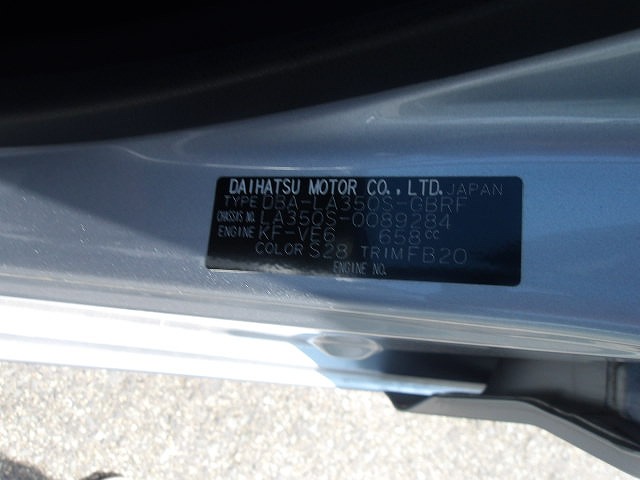 DAIHATSU MOTOR CO.,LTD. JAPAN
TYPE DBA-LA350S-GBRF
CHASSIS NO. LA350S-0089284
ENGINE KF-VE6 658cc
COLOR S28 TRIM FB20
ENGINE NO.